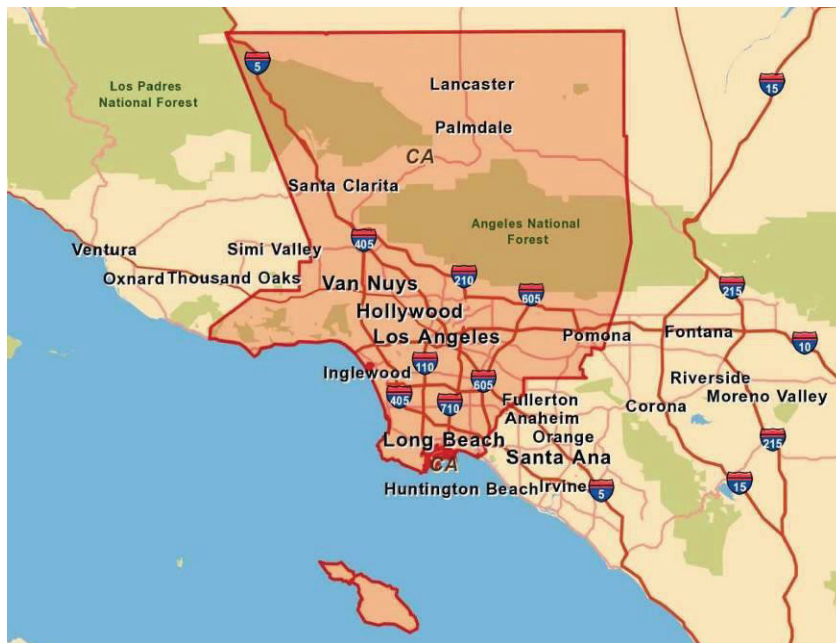 5
15
Los Padres
National Forest
Lancaster
Palmdale
CA
Santa Clarita
Angeles National
Forest
405
Ventura
Simi Valley
Oxnard
Thousand Oaks
Van Nuys
210
605
215
Hollywood
Los Angeles
Pomona
Fontana
10
Inglewood
110
605
Riverside
405
710
Fullerton
Corona
Moreno Valley
Anaheim
Long Beach
Orange
215
CA
Santa Ana
Huntington Beach
Irvine
5
15